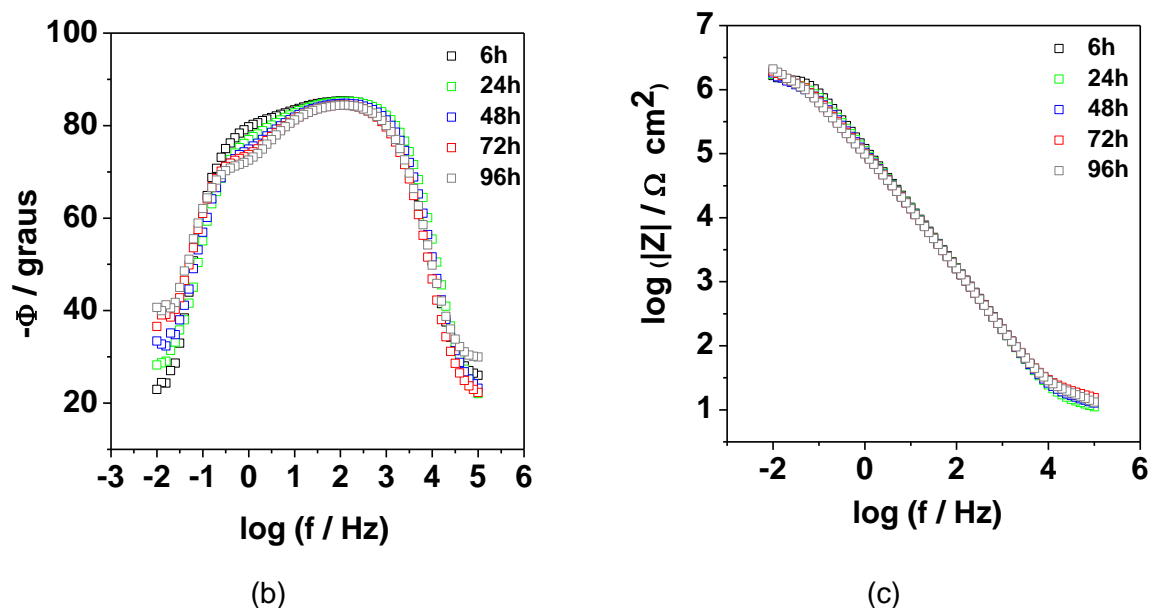 100
80
60
40
20
-Φ / graus
6h
24h
48h
72h
96h
-3 -2 -1 0 1 2 3 4 5 6
log (f / Hz)
(b)
7
6
5
4
3
2
1
log (|Z| / Ω cm²)
6h
24h
48h
72h
96h
-2 0 2 4 6
log (f / Hz)
(c)